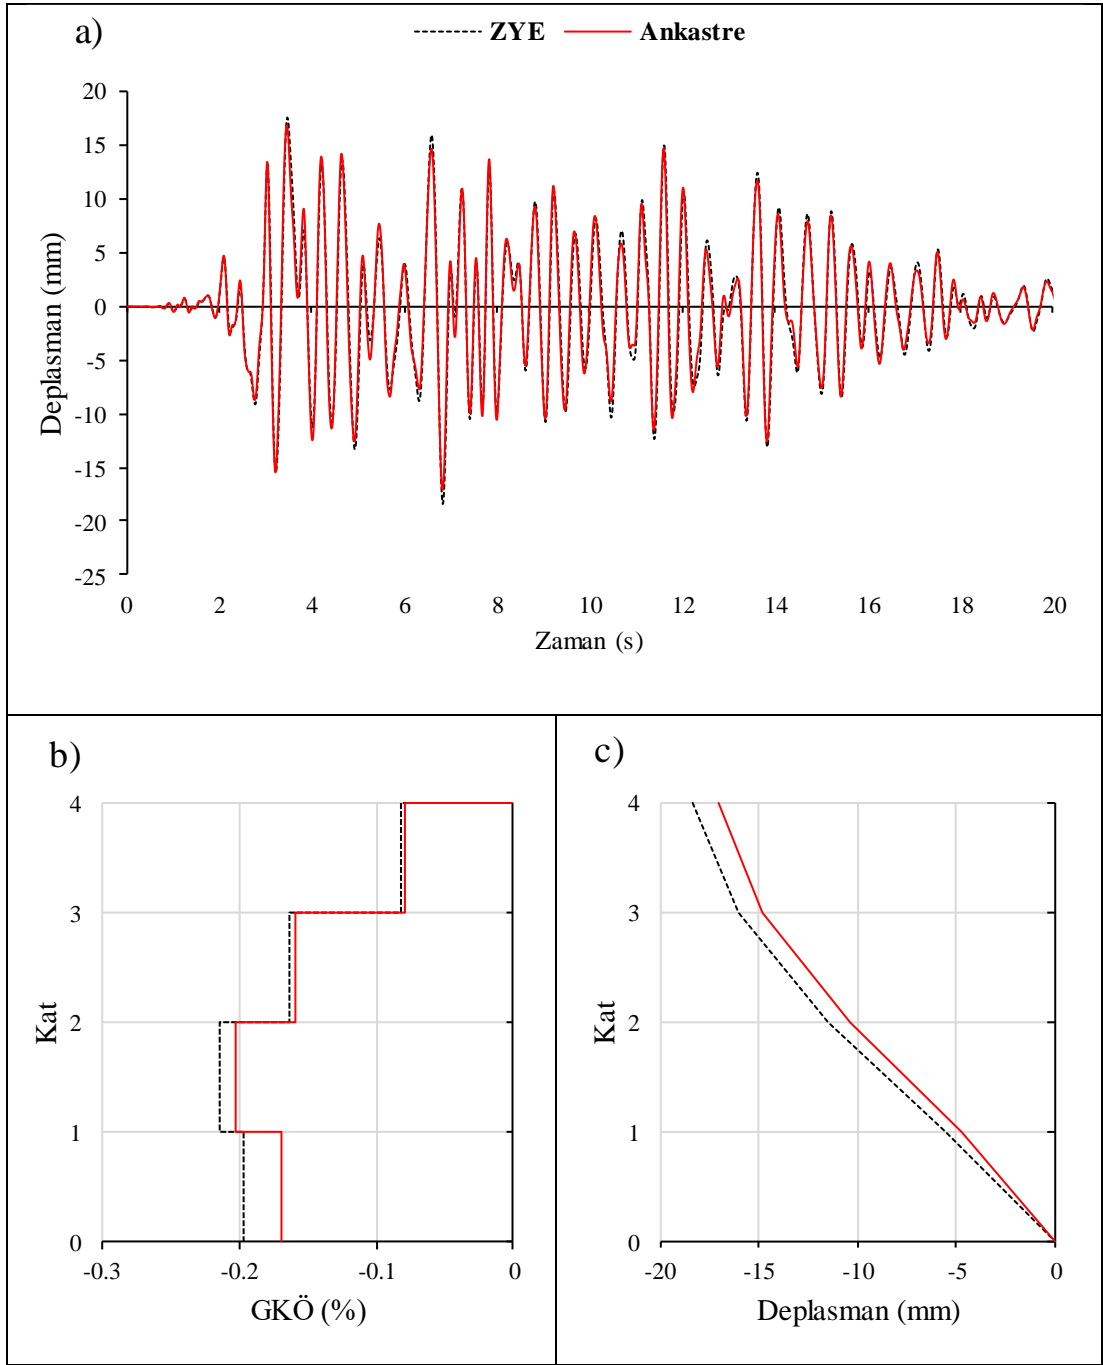 a)
ZYE Ankastre
20
15
10
5
0
-5
-10
-15
-20
-25
Deplasman (mm)
0 2 4 6 8 10 12 14 16 18 20
Zaman (s)
b)
4
3
2
1
0
Kat
-0.3 -0.2 -0.1 0
GKÖ (%)
c)
4
3
2
1
0
Kat
-20 -15 -10 -5 0
Deplasman (mm)